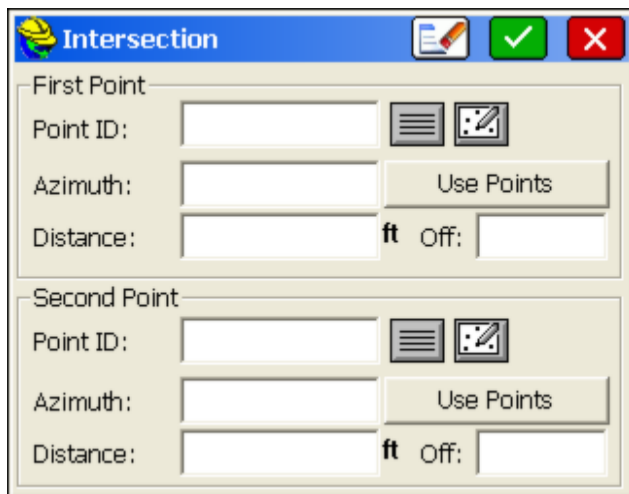 Intersection
First Point
Point ID:
Azimuth: Use Points
Distance: ft Off:
Second Point
Point ID:
Azimuth: Use Points
Distance: ft Off: